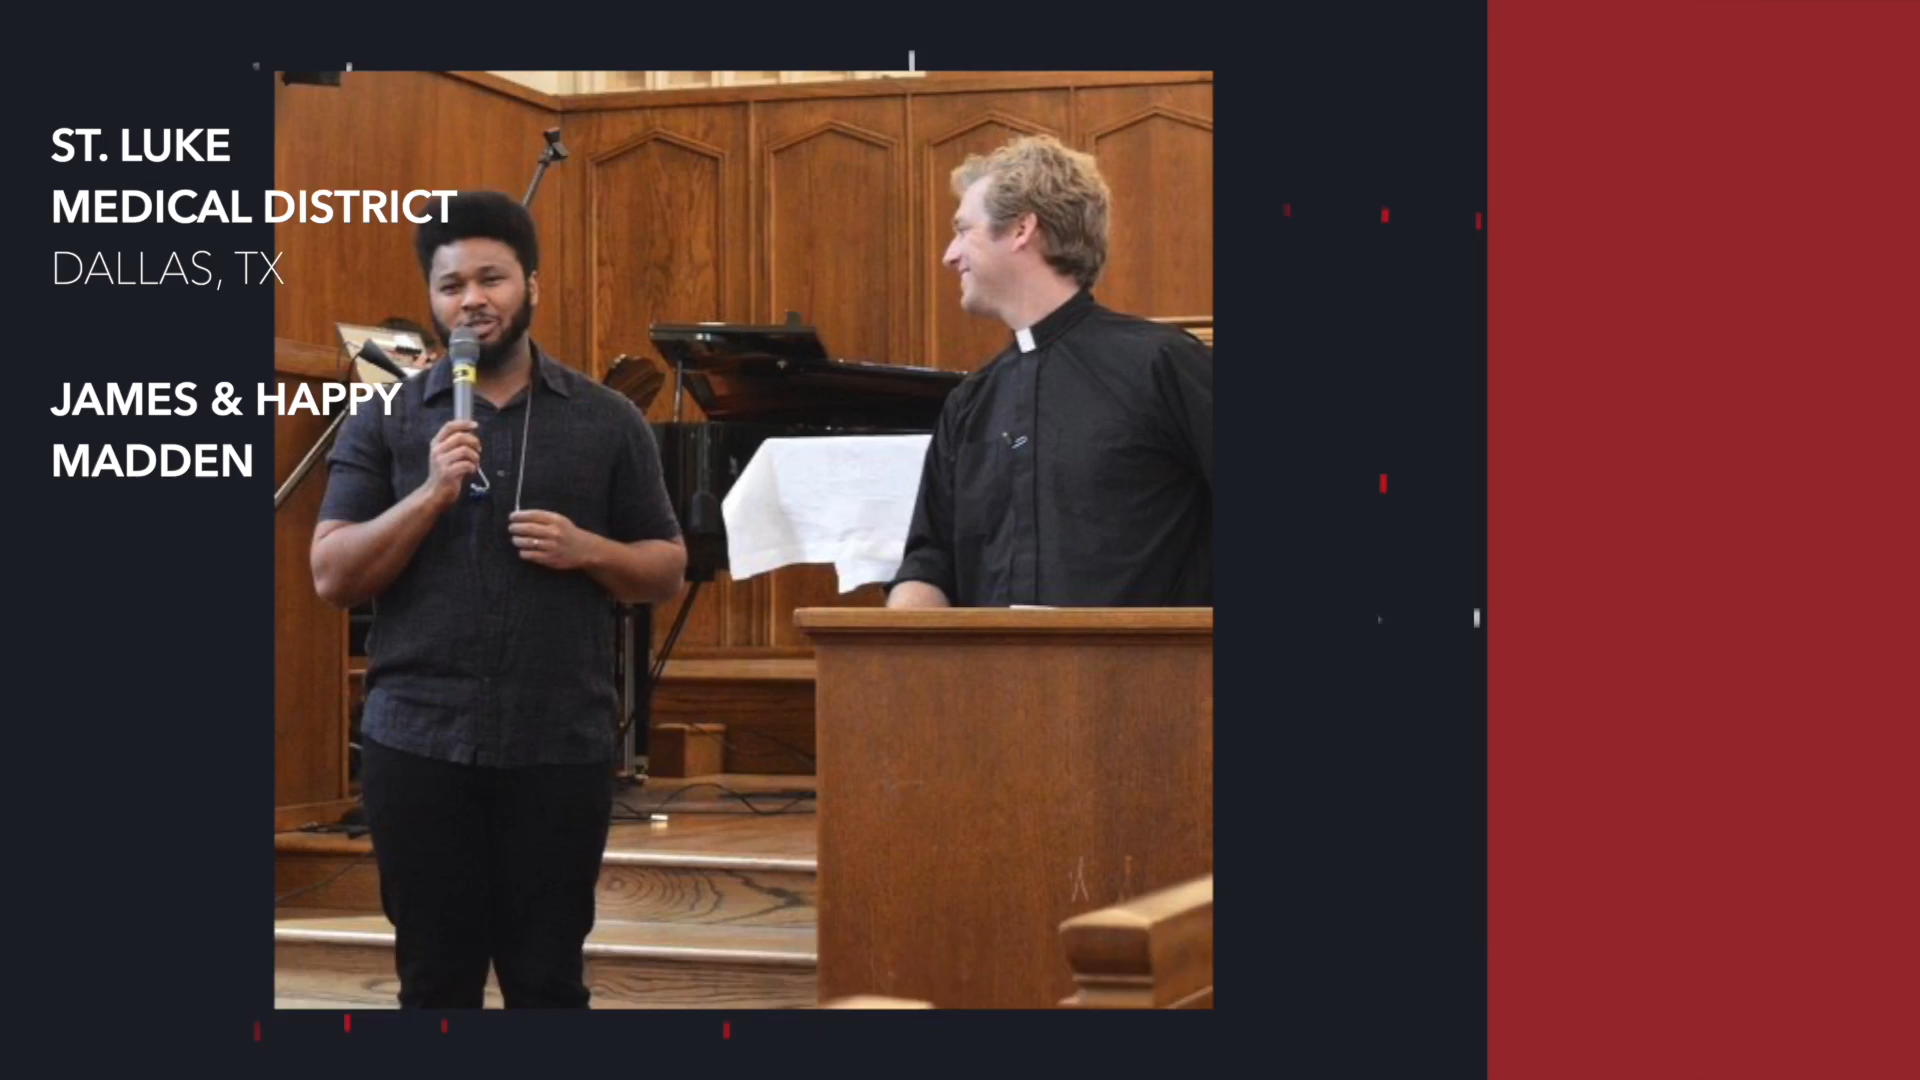 ST. LUKE
MEDICAL DISTRICT
DALLAS, TX
JAMES & HAPPY
MADDEN